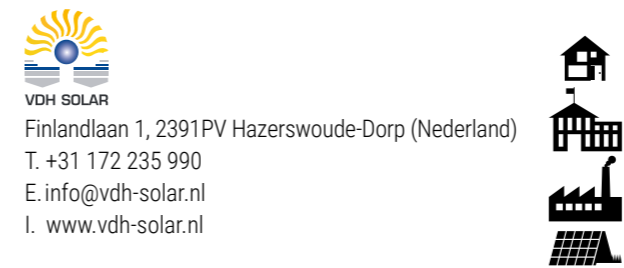 VDH SOLAR
Finlandlaan 1, 2391PV Hazerswoude-Dorp (Nederland)
T. +31 172 235 990
E. info@vdh-solar.nl
I. www.vdh-solar.nl